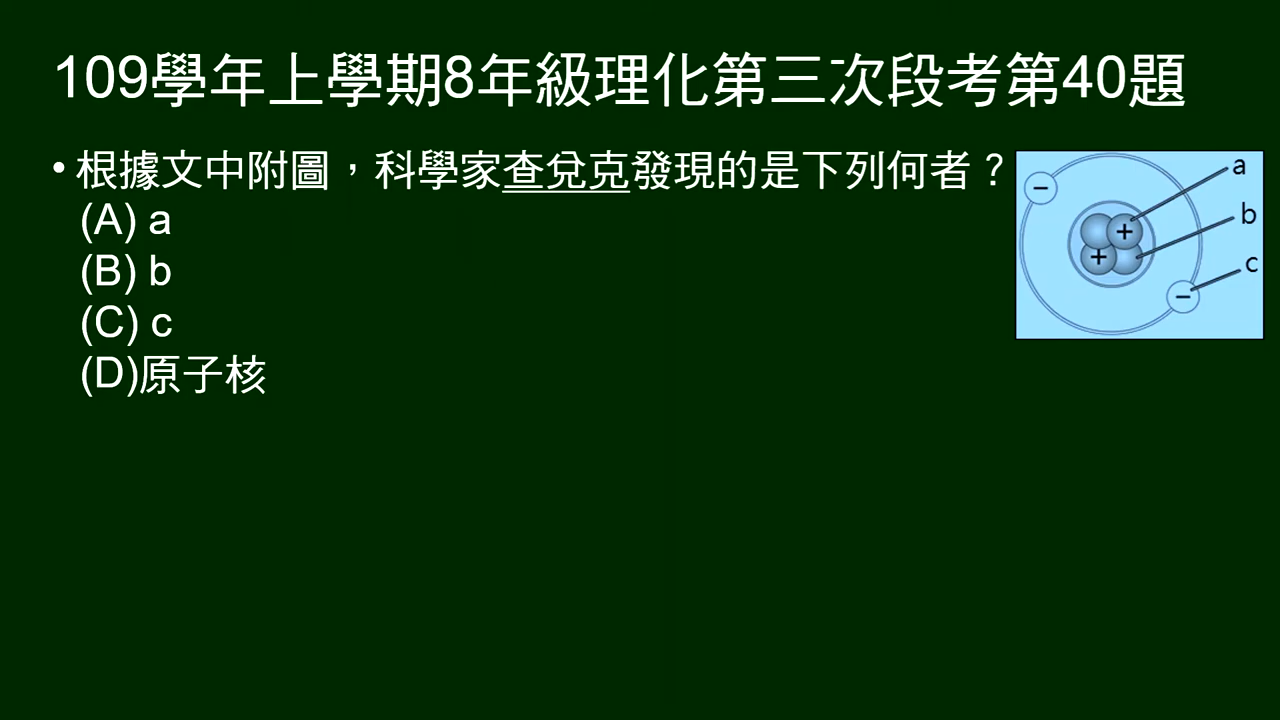 109學年上學期8年級理化第三次段考第40題
• 根據文中附圖，科學家查兌克發現的是下列何者？
(A) a
(B) b
(C) c
(D)原子核
a
b
c
−
+
+
−